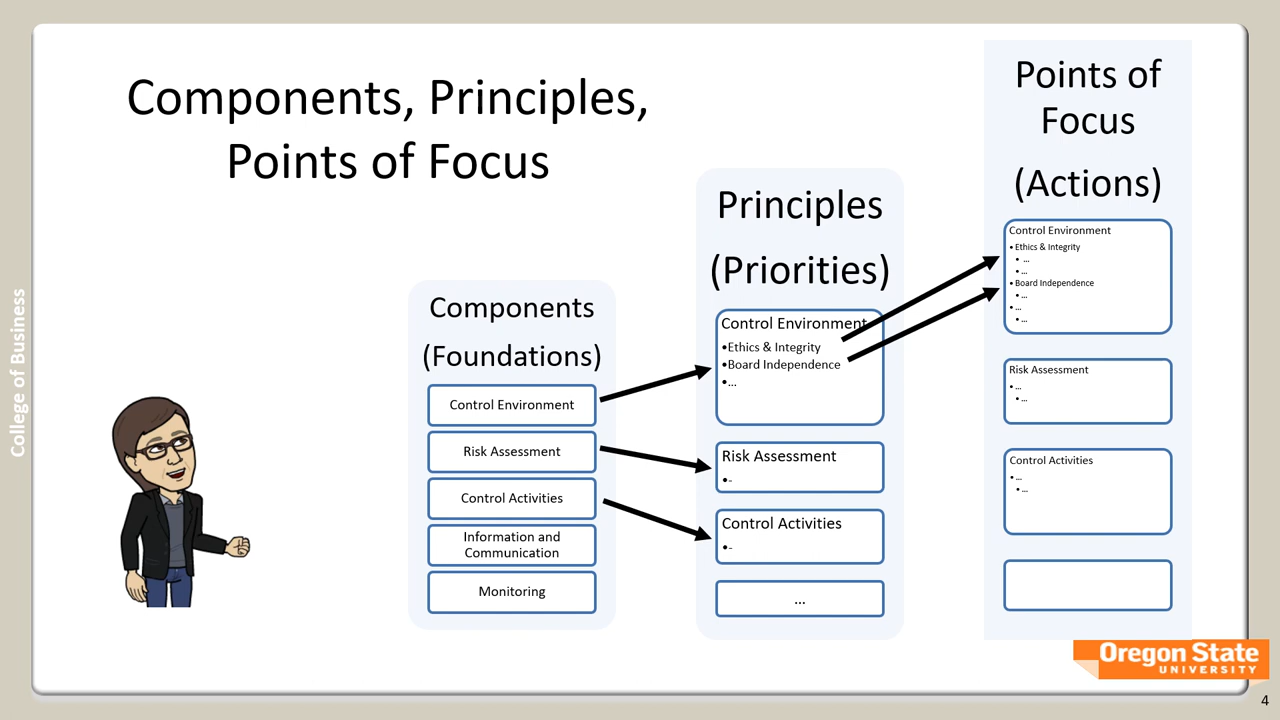 Components, Principles,
Points of Focus
College of Business
Components
(Foundations)
Control Environment
Risk Assessment
Control Activities
Information and
Communication
Monitoring
Principles
(Priorities)
Control Environment
•Ethics & Integrity
•Board Independence
•...
Risk Assessment
•-
Control Activities
•-
...
Points of
Focus
(Actions)
Control Environment
• Ethics & Integrity
• ...
• ...
• Board Independence
• ...
• ...
• ...
Risk Assessment
• ...
• ...
Control Activities
• ...
• ...
Oregon State
UNIVERSITY
4